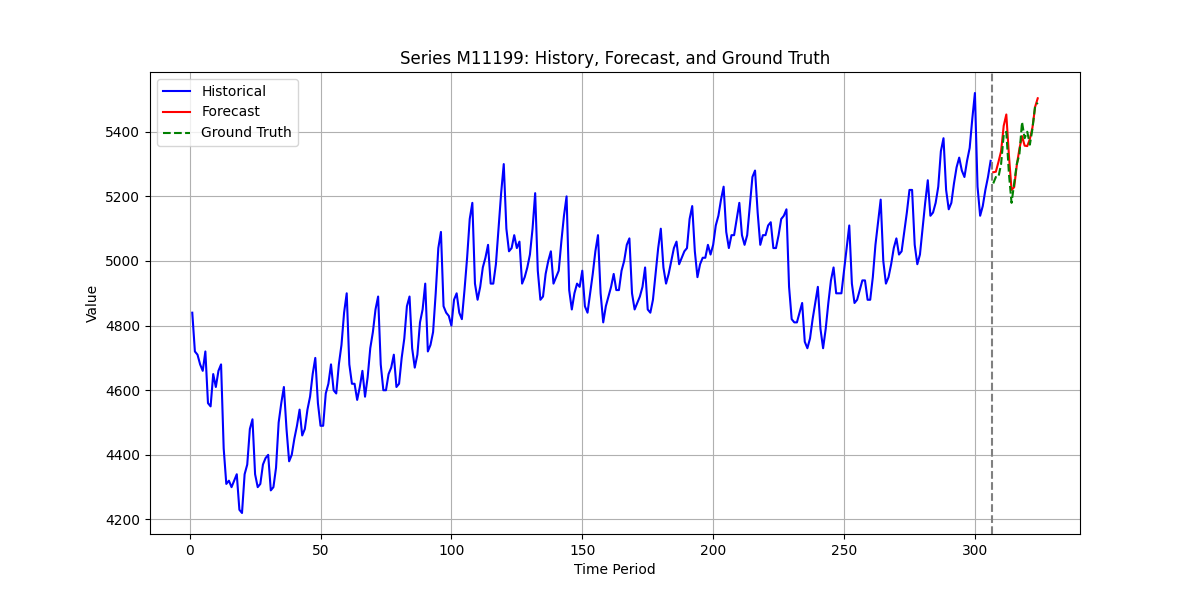 Series M11199: History, Forecast, and Ground Truth
Historical
Forecast
Ground Truth
Value
5400
5200
5000
4800
4600
4400
4200
0 50 100 150 200 250 300
Time Period